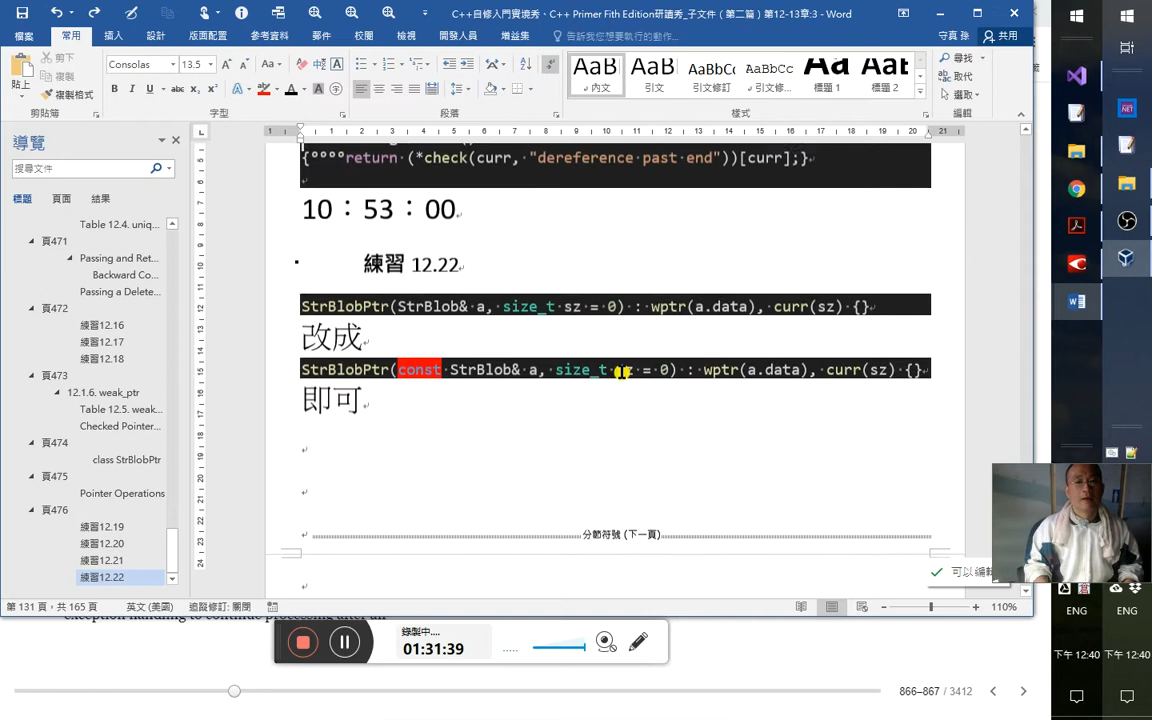 C++自修入門實境秀、C++ Primer Fith Edition研讀秀_子文件（第二篇）第12-13章:3 - Word
檔案 常用 插入 設計 版面配置 參考資料 郵件 校閱 檢視 開發人員 增益集 告訴我您想要執行的動作... 守真 孫 共用
貼上
剪下
複製
複製格式
剪貼簿
Consolas 13.5
字型
段落
AaB 內文
AaB 引文
AaBbC 引文修訂
AaBbCc 引文修...
AaB 標題 1
AaB 標題 2
樣式
尋找
取代
選取
編輯
導覽
搜尋文件
標題 頁面 結果
Table 12.4. uniq...
頁471
Passing and Ret...
Backward Co...
Passing a Delete...
頁472
練習12.16
練習12.17
練習12.18
頁473
12.1.6. weak_ptr
Table 12.5. weak...
Checked Pointer...
頁474
class StrBlobPtr
頁475
Pointer Operations
頁476
練習12.19
練習12.20
練習12.21
練習12.22
{°°°°return·(*check(curr,·"dereference·past·end"))[curr];}
10：53：00
練習 12.22
StrBlobPtr(StrBlob&·a,·size_t·sz·=·0)·:·wptr(a.data),·curr(sz)·{}
改成
StrBlobPtr(const·StrBlob&·a,·size_t·sz·=·0)·:·wptr(a.data),·curr(sz)·{}
即可
分節符號 (下一頁)
可以編輯
第 131 頁，共 165 頁 英文 (美國) 追蹤修訂: 關閉 110%
錄製中....
01:31:39
866–867 / 3412
ENG ENG
下午 12:40 下午 12:40